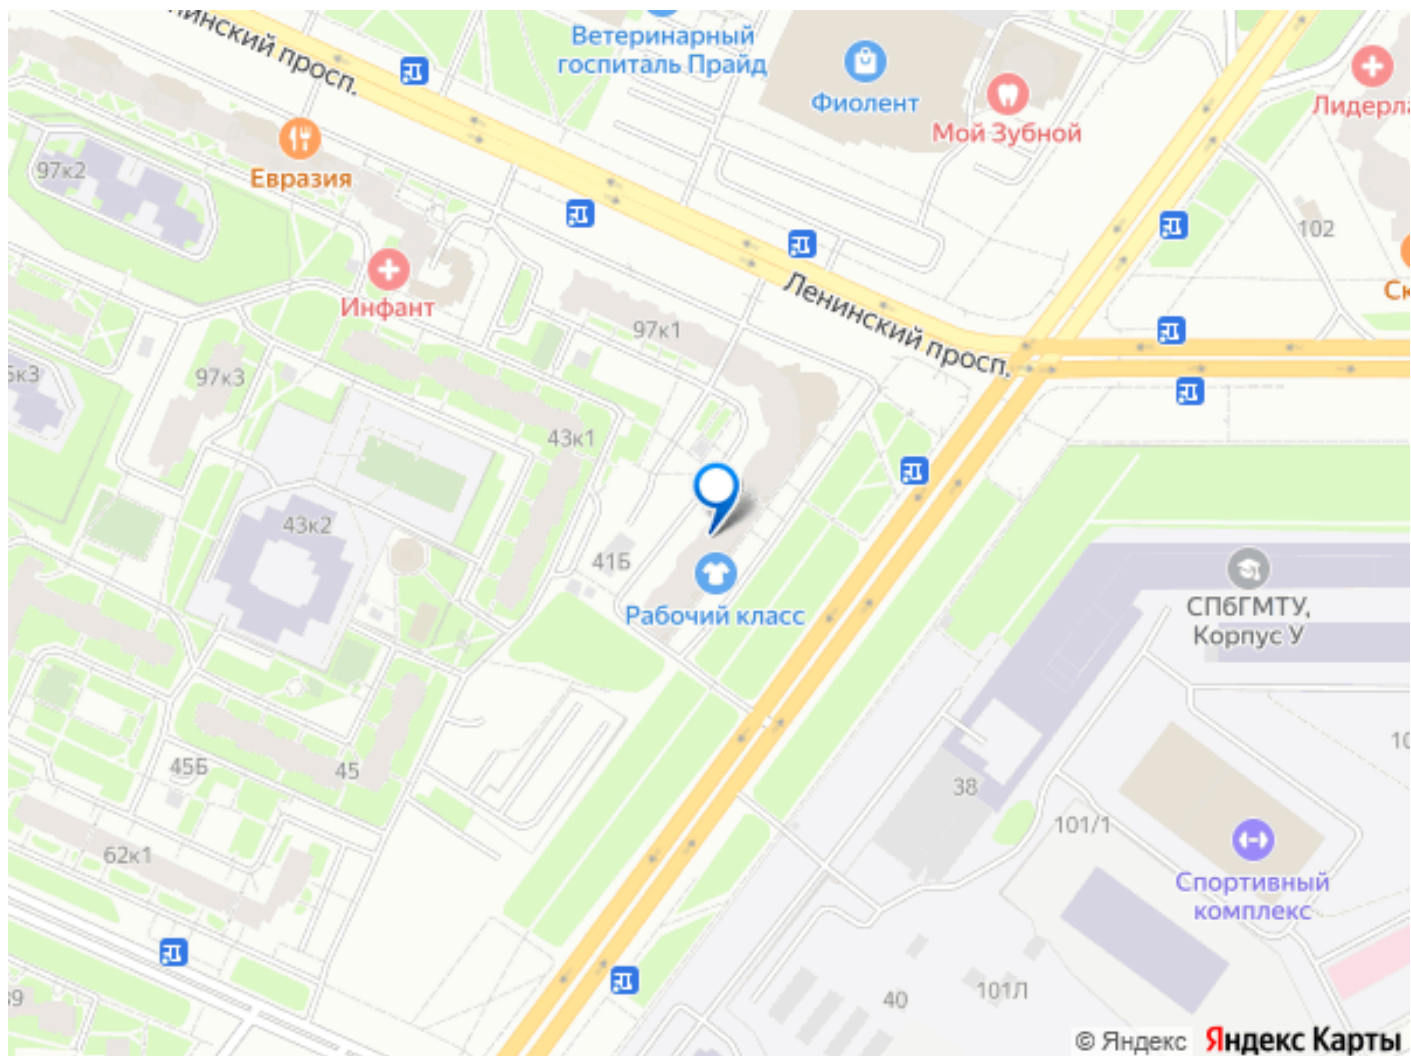 Ленинский просп.
Ветеринарный
госпиталь Прайд
Фиолент
Мой Зубной
Евразия
97к2
102
Инфант
97к1
Ленинский просп.
97к3
43к1
43к2
41Б
Рабочий класс
СПбГМТУ,
Корпус У
45Б
45
38
101/1
62к1
Спортивный
комплекс
40
101Л
© Яндекс Яндекс Карты